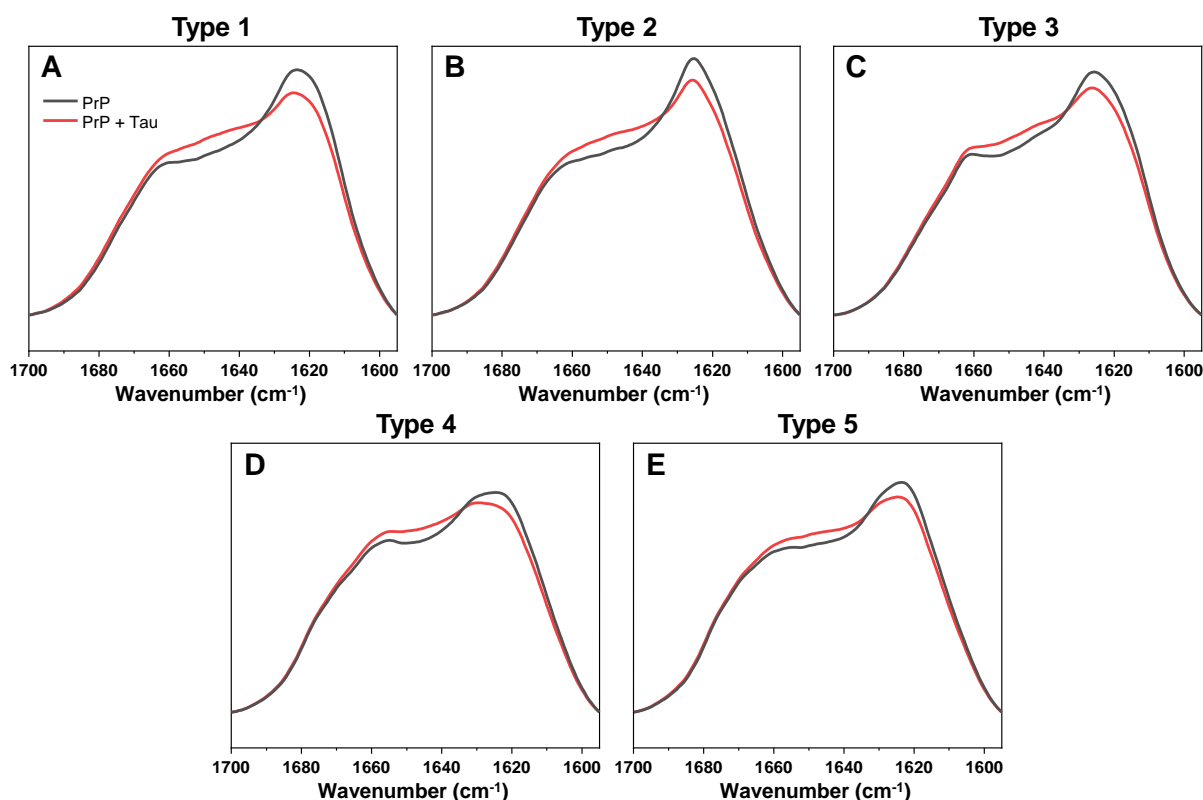 Type 1 Type 2 Type 3
A B C
PrP
PrP + Tau
1700 1680 1660 1640 1620 1600 1700 1680 1660 1640 1620 1600 1700 1680 1660 1640 1620 1600
Wavenumber (cm⁻¹) Wavenumber (cm⁻¹) Wavenumber (cm⁻¹)
Type 4 Type 5
D E
1700 1680 1660 1640 1620 1600 1700 1680 1660 1640 1620 1600
Wavenumber (cm⁻¹) Wavenumber (cm⁻¹)